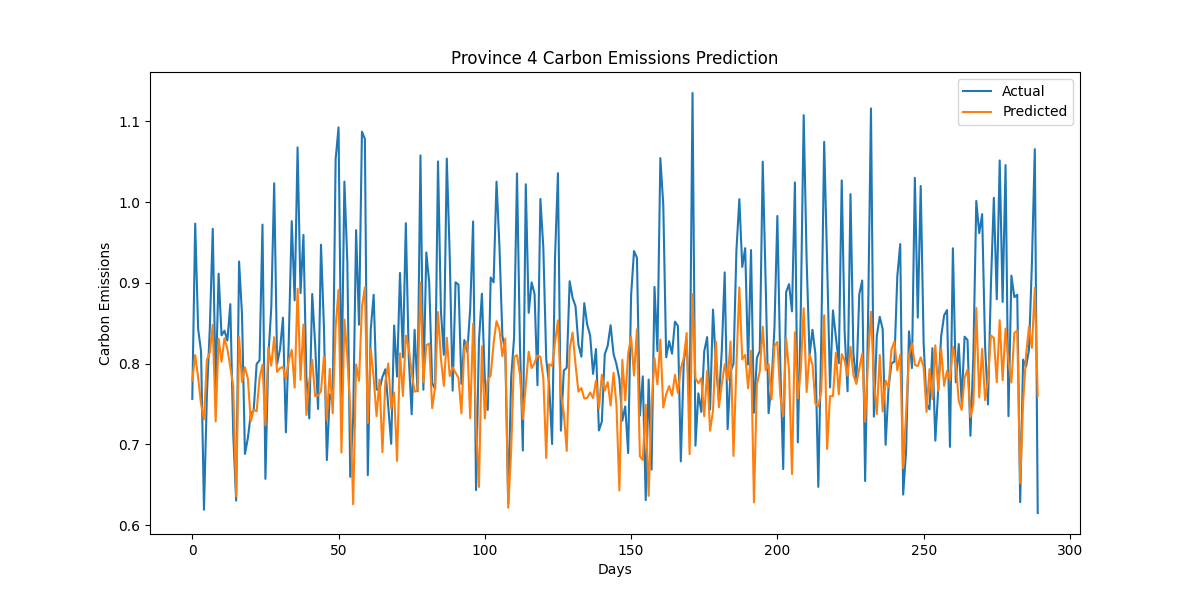 Province 4 Carbon Emissions Prediction
Actual
Predicted
1.1
1.0
0.9
0.8
0.7
0.6
Carbon Emissions
0 50 100 150 200 250 300
Days